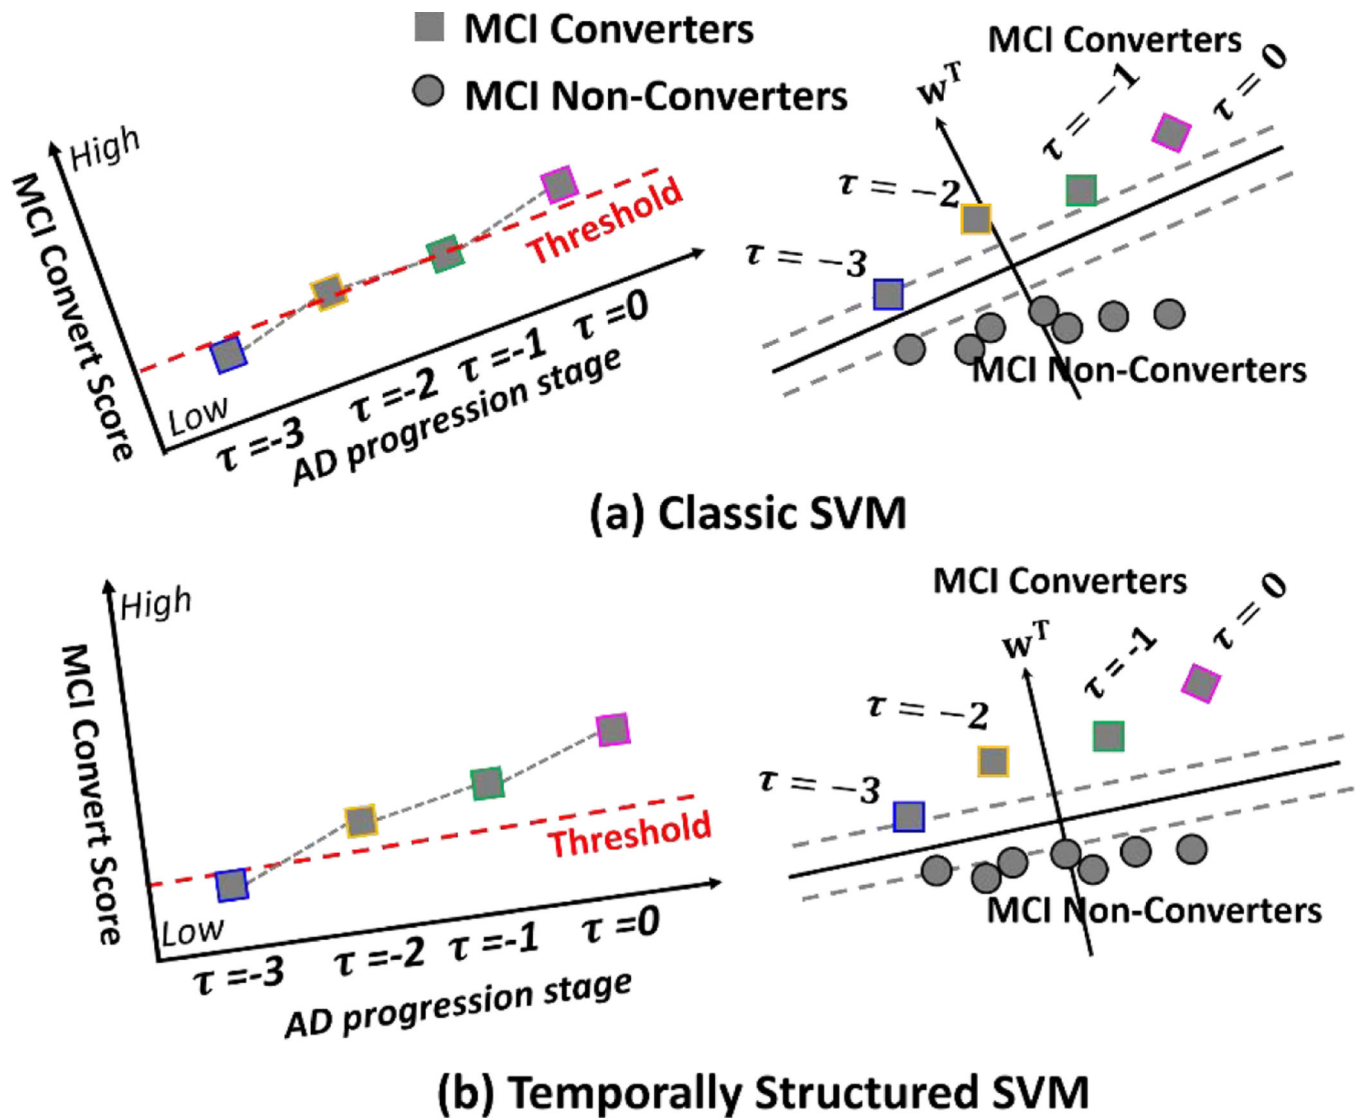 MCI Converters
MCI Non-Converters
High
MCI Convert Score
Low
Threshold
τ =-3
τ =-2
τ =-1
τ =0
AD progression stage
MCI Converters
wᵀ
τ = −3
τ = −2
τ = −1
τ = 0
MCI Non-Converters
(a) Classic SVM
High
MCI Convert Score
Low
Threshold
τ =-3
τ =-2
τ =-1
τ =0
AD progression stage
MCI Converters
wᵀ
τ = −3
τ = −2
τ = -1
τ = 0
MCI Non-Converters
(b) Temporally Structured SVM